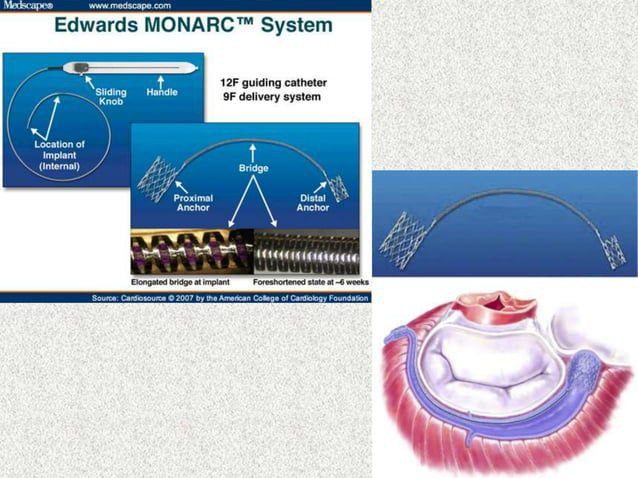 Medscape® www.medscape.com
Edwards MONARC™ System
12F guiding catheter
9F delivery system
Sliding
Knob
Handle
Location of
Implant
(Internal)
Bridge
Proximal
Anchor
Distal
Anchor
Elongated bridge at implant
Foreshortened state at ~6 weeks
Source: Cardiosource © 2007 by the American College of Cardiology Foundation